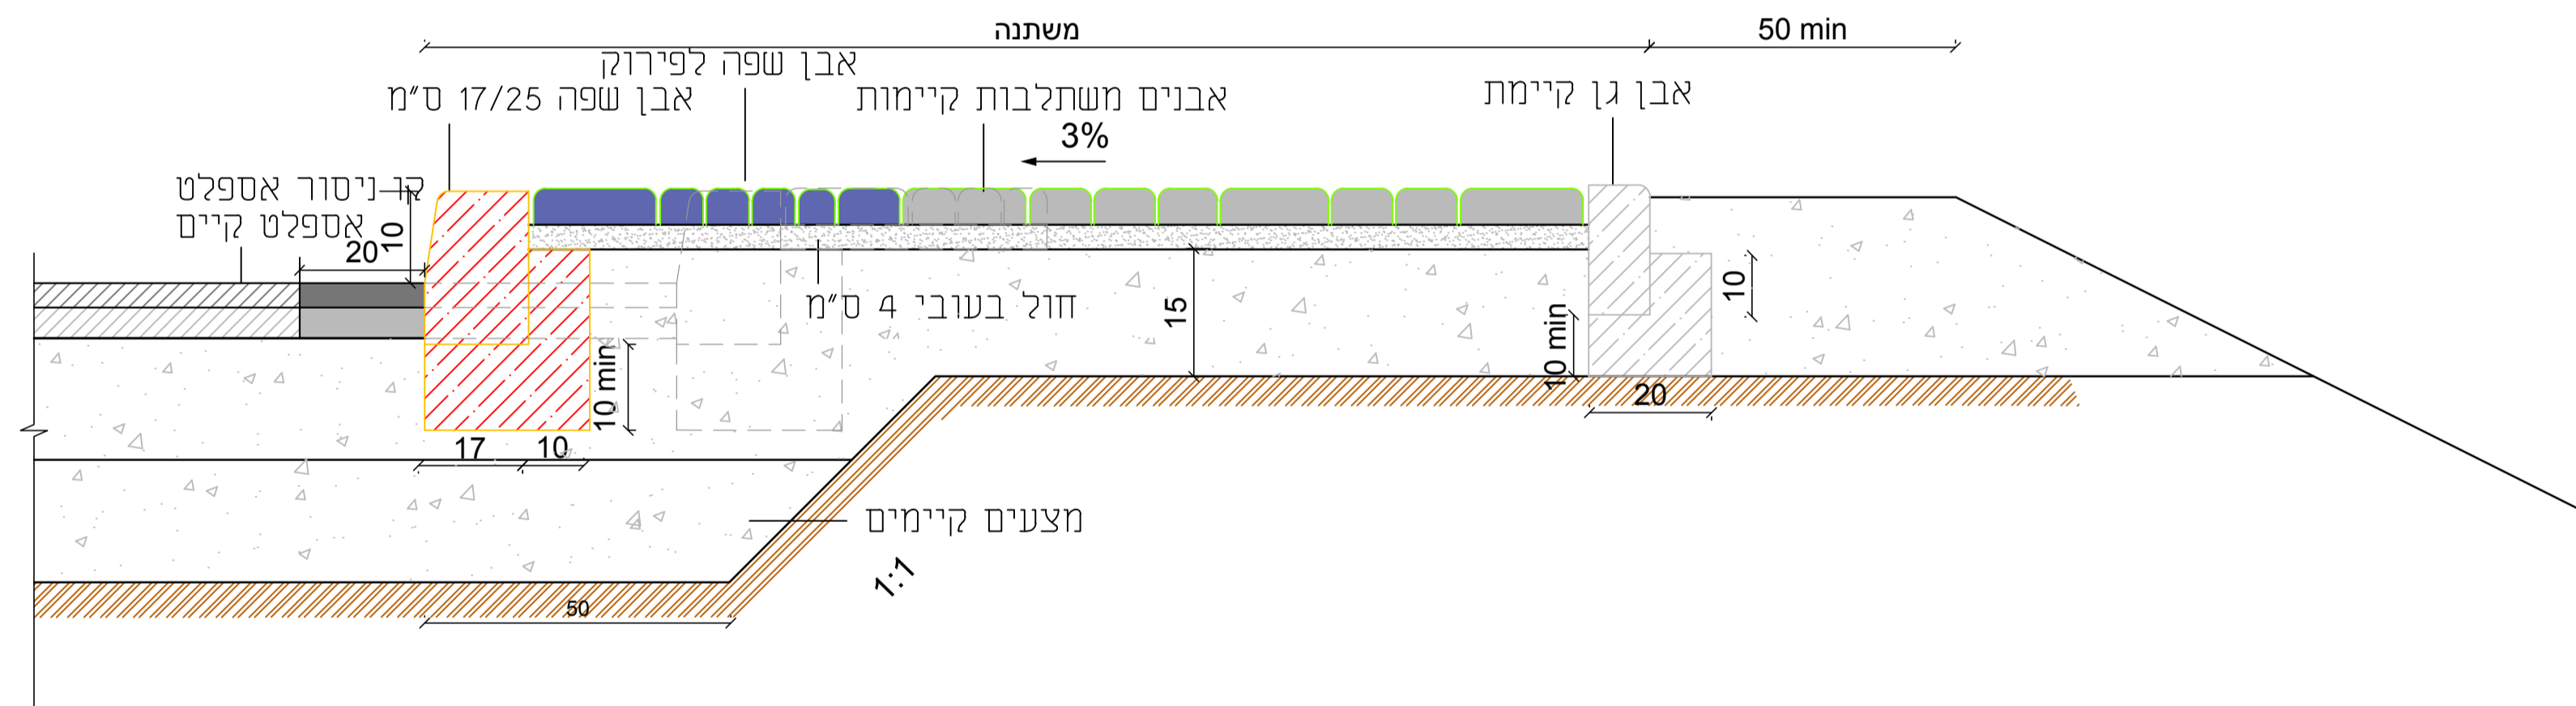 משתנה
50 min
אבן שפה לפירוק
אבן שפה 17/25 ס"מ
אבנים משתלבות קיימות
אבן גן קיימת
3%
קו ניסור אספלט
אספלט קיים
20
10
חול בעובי 4 ס"מ
15
10
10 min
10 min
20
17
10
מצעים קיימים
1:1
50